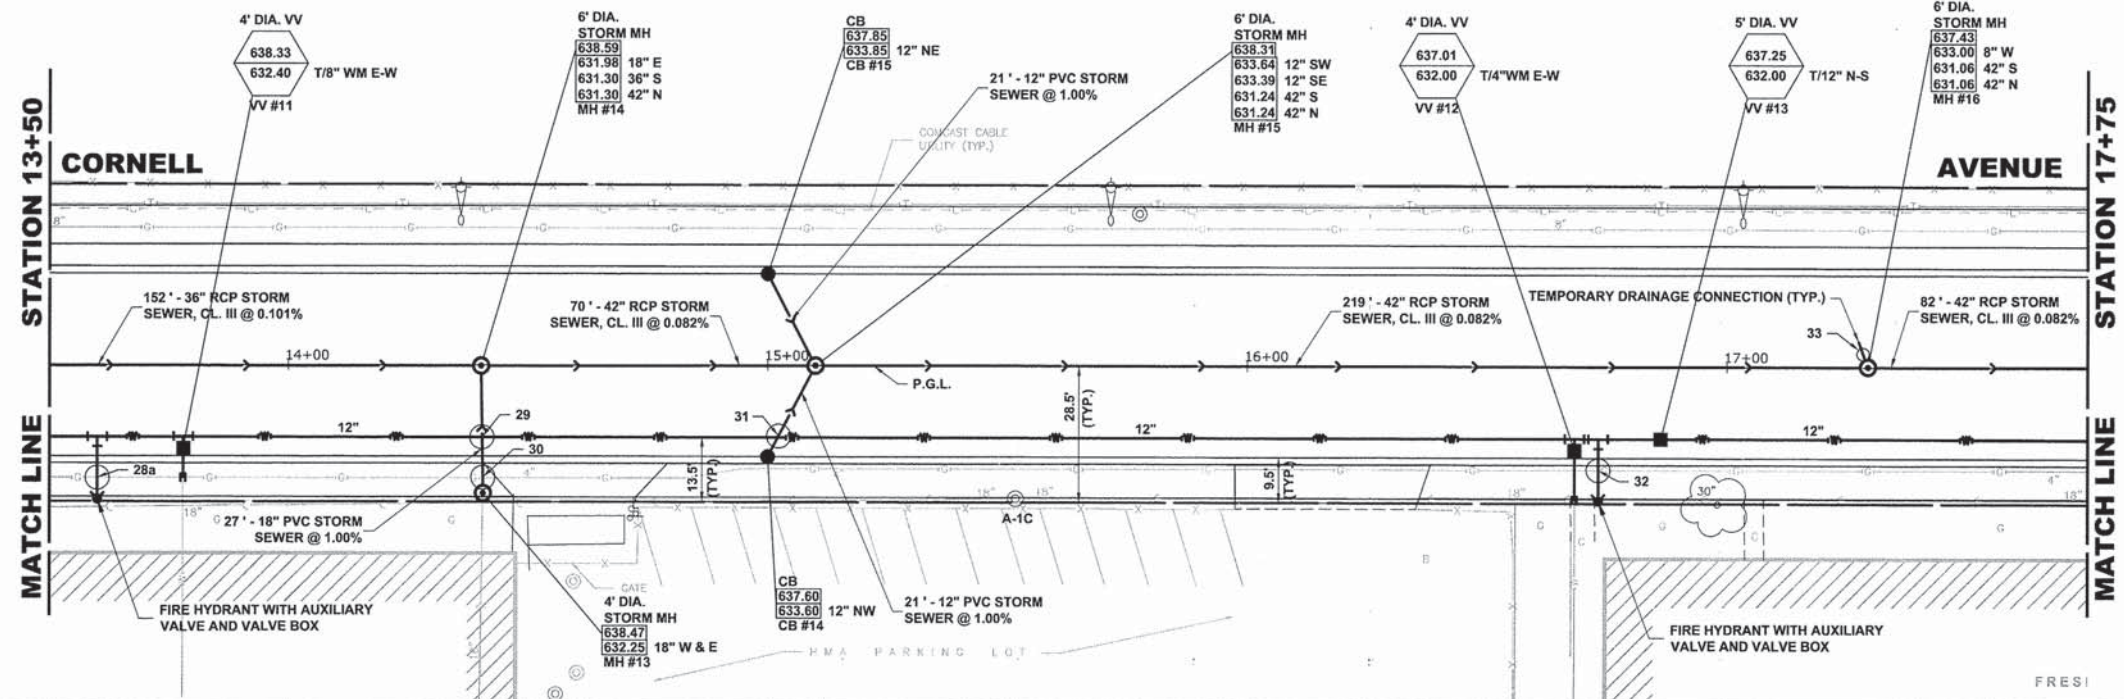 4' DIA. VV
638.33
632.40
T/8" WM E-W
VV #11
6' DIA.
STORM MH
638.59
631.98 18" E
631.30 36" S
631.30 42" N
MH #14
CB
637.85
633.85 12" NE
CB #15
21 ' - 12" PVC STORM
SEWER @ 1.00%
COMCAST CABLE
UTILITY (TYP.)
6' DIA.
STORM MH
638.31
633.64 12" SW
633.39 12" SE
631.24 42" S
631.24 42" N
MH #15
4' DIA. VV
637.01
632.00
T/4"WM E-W
VV #12
5' DIA. VV
637.25
632.00
T/12" N-S
VV #13
6' DIA.
STORM MH
637.43
633.00 8" W
631.06 42" S
631.06 42" N
MH #16
MATCH LINE STATION 13+50
CORNELL
AVENUE
MATCH LINE STATION 17+75
8"
8"
152 ' - 36" RCP STORM
SEWER, CL. III @ 0.101%
70 ' - 42" RCP STORM
SEWER, CL. III @ 0.082%
219 ' - 42" RCP STORM
SEWER, CL. III @ 0.082%
TEMPORARY DRAINAGE CONNECTION (TYP.)
33
82 ' - 42" RCP STORM
SEWER, CL. III @ 0.082%
14+00
15+00
16+00
17+00
P.G.L.
28.5'
(TYP.)
12"
29
31
12"
12"
28a
30
4"
13.5'
(TYP.)
9.5'
(TYP.)
32
30"
4"
18"
18"
18"
18"
18"
A-1C
27 ' - 18" PVC STORM
SEWER @ 1.00%
GATE
FIRE HYDRANT WITH AUXILIARY
VALVE AND VALVE BOX
4' DIA.
STORM MH
638.47
632.25 18" W & E
MH #13
CB
637.60
633.60 12" NW
CB #14
21 ' - 12" PVC STORM
SEWER @ 1.00%
HMA PARKING LOT
FIRE HYDRANT WITH AUXILIARY
VALVE AND VALVE BOX
FRESI